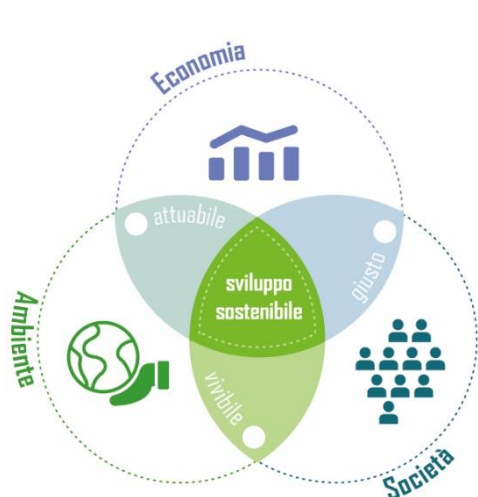 Economia
attuabile
giusto
sviluppo
sostenibile
Ambiente
vivibile
Società